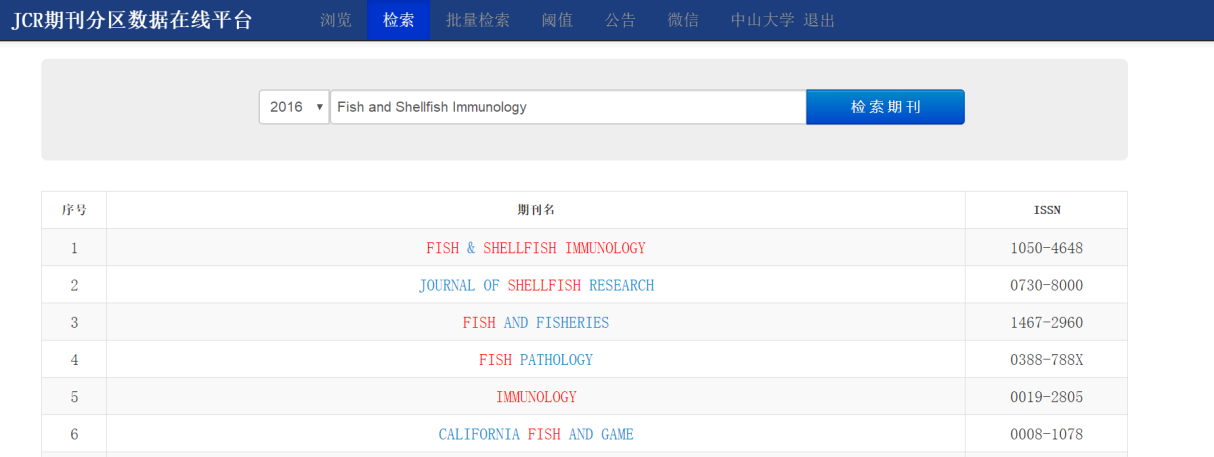 JCR期刊分区数据在线平台 浏览 检索 批量检索 阈值 公告 微信 中山大学 退出
2016 Fish and Shellfish Immunology 检索期刊
序号 期刊名 ISSN
1 FISH & SHELLFISH IMMUNOLOGY 1050-4648
2 JOURNAL OF SHELLFISH RESEARCH 0730-8000
3 FISH AND FISHERIES 1467-2960
4 FISH PATHOLOGY 0388-788X
5 IMMUNOLOGY 0019-2805
6 CALIFORNIA FISH AND GAME 0008-1078